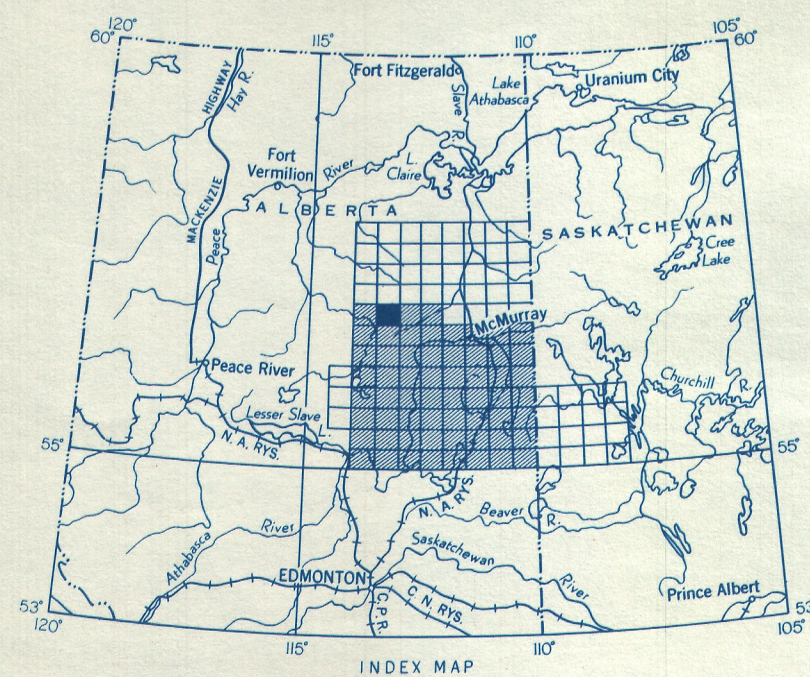 120°
105°
60°
115°
110°
60°
Fort Fitzgerald
Lake
Athabasca
Uranium City
HIGHWAY
Hay R.
Slave R.
Fort
Vermilion
River
L.
Claire
MACKENZIE
Peace
ALBERTA
SASKATCHEWAN
Cree
Lake
McMurray
Peace River
Churchill R.
Lesser Slave
L.
N. A. RYS.
55°
55°
N. A. RYS.
Beaver
R.
Athabasca
River
Saskatchewan
River
EDMONTON
C. N. RYS.
C. P. R.
Prince Albert
53°
53
120°
105°
115°
110°
INDEX MAP